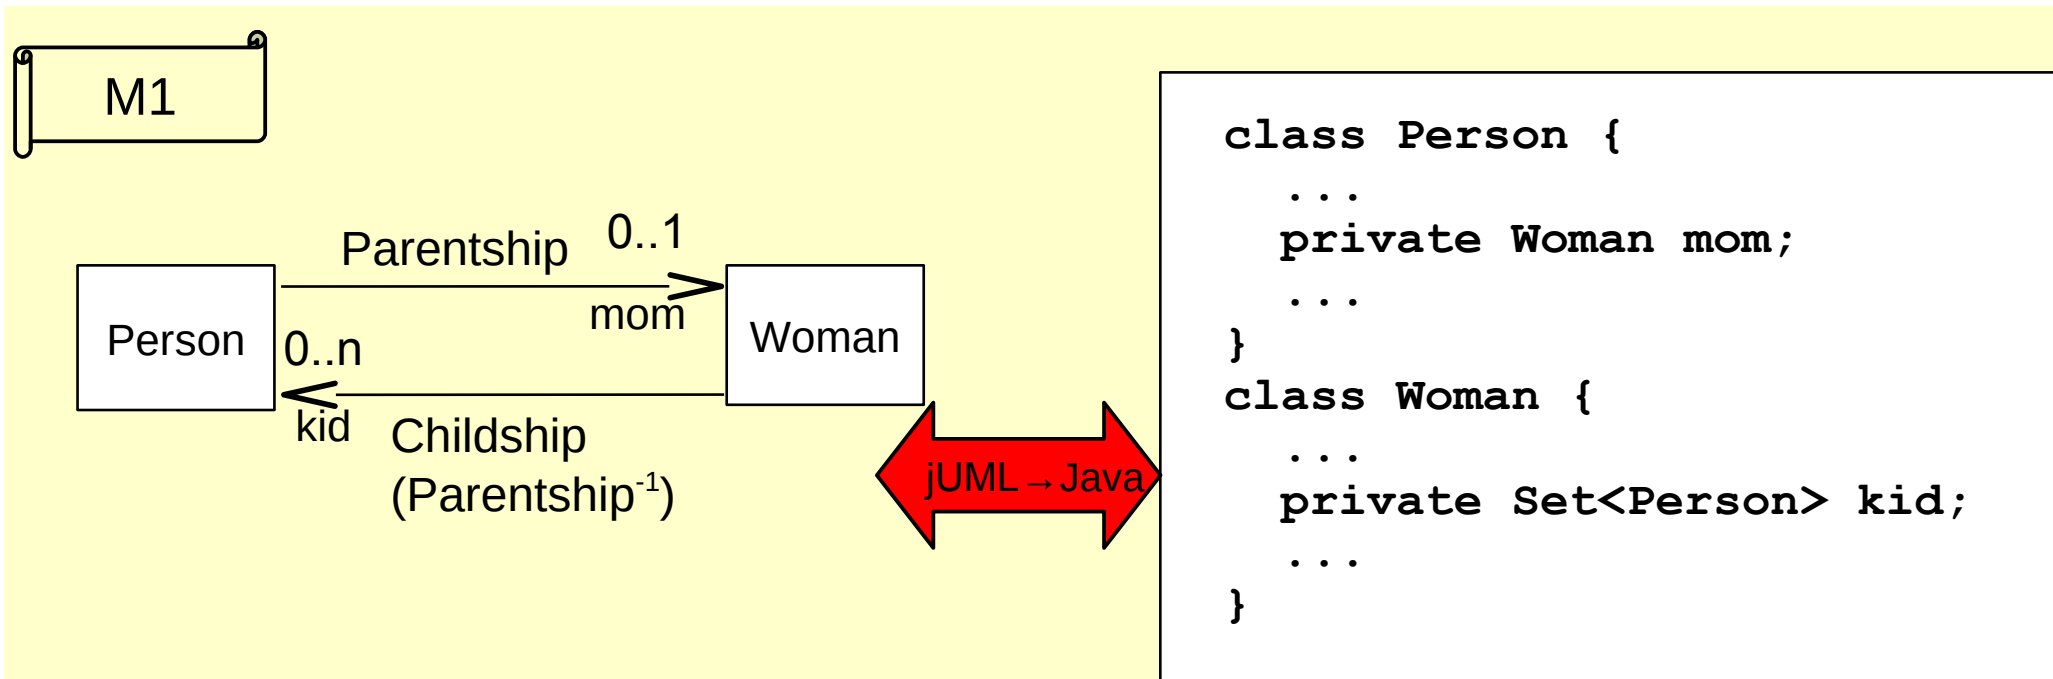 M1
Parentship
0..1
mom
Person
Woman
0..n
kid
Childship
(Parentship⁻¹)
jUML→Java
class Person {
...
private Woman mom;
...
}
class Woman {
...
private Set<Person> kid;
...
}